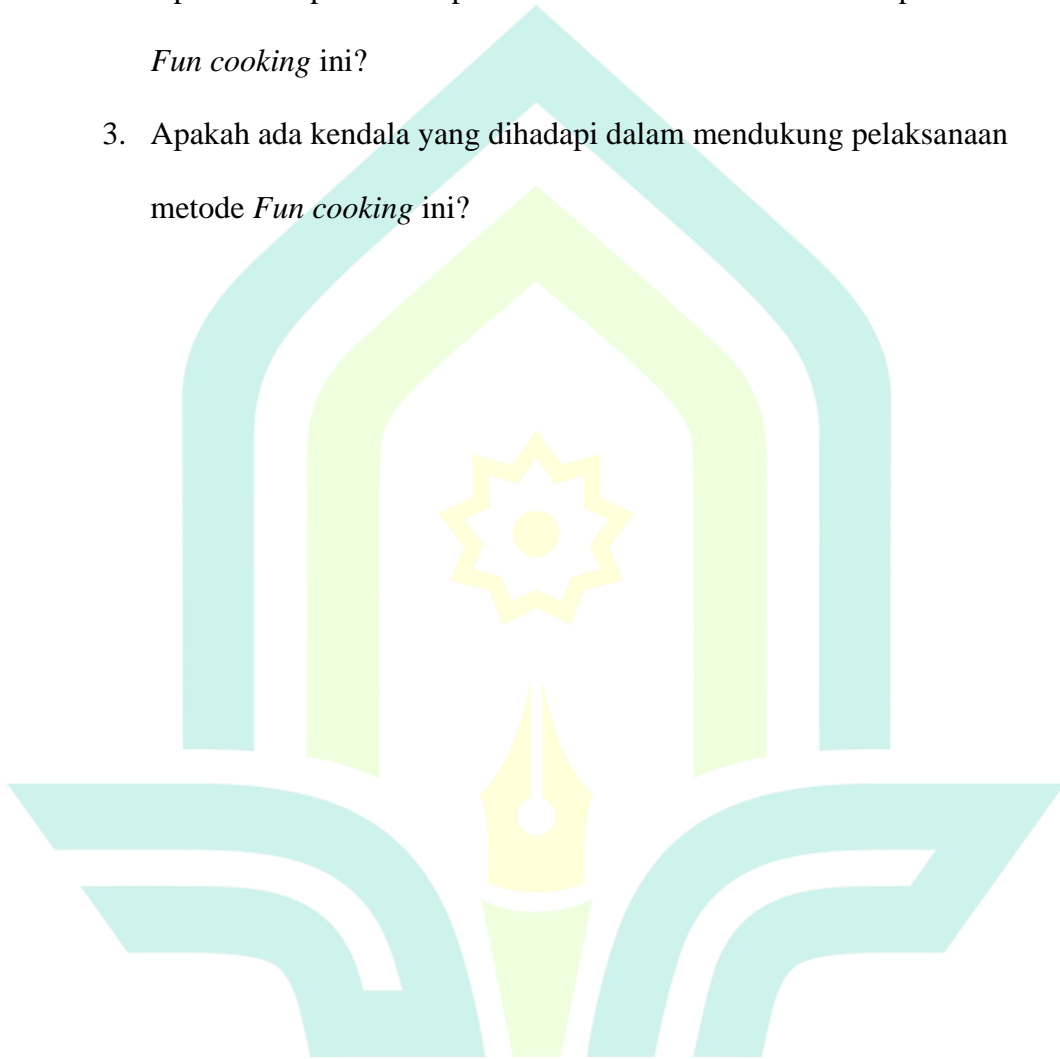 Fun cooking ini?
3. Apakah ada kendala yang dihadapi dalam mendukung pelaksanaan
metode Fun cooking ini?